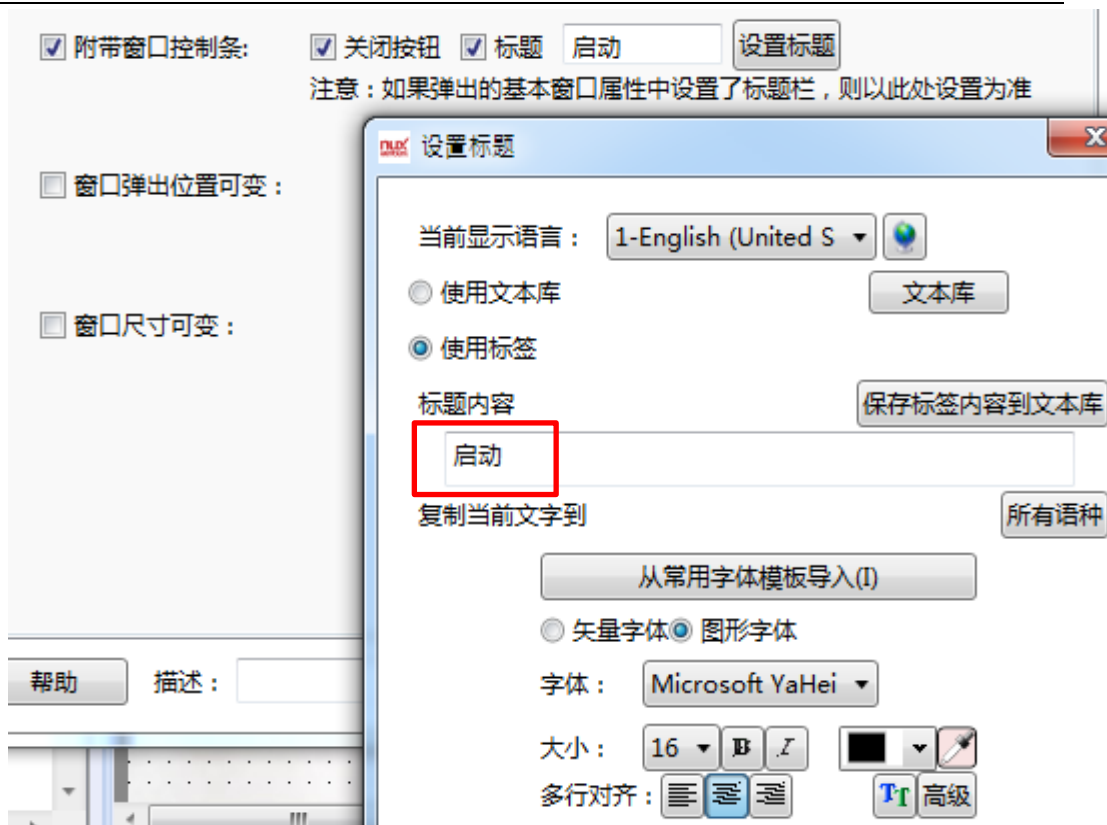 附带窗口控制条: 关闭按钮 标题 启动 设置标题
注意：如果弹出的基本窗口属性中设置了标题栏，则以此处设置为准
设置标题 X
窗口弹出位置可变：
当前显示语言： 1-English (United S
使用文本库 文本库
窗口尺寸可变：
使用标签
标题内容 保存标签内容到文本库
启动
复制当前文字到 所有语种
从常用字体模板导入(I)
矢量字体 图形字体
帮助 描述：
字体： Microsoft YaHei
大小： 16 B I
多行对齐： TT 高级